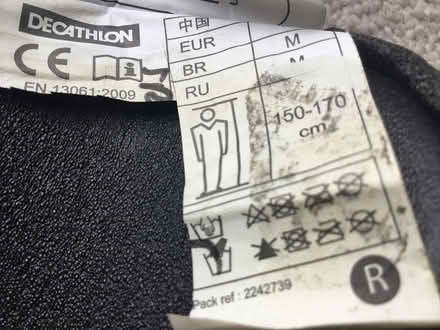 DECATHLON
CE
EN 13061:2009
中国
EUR M
BR M
RU
150-170
cm
R
Pack ref : 2242739